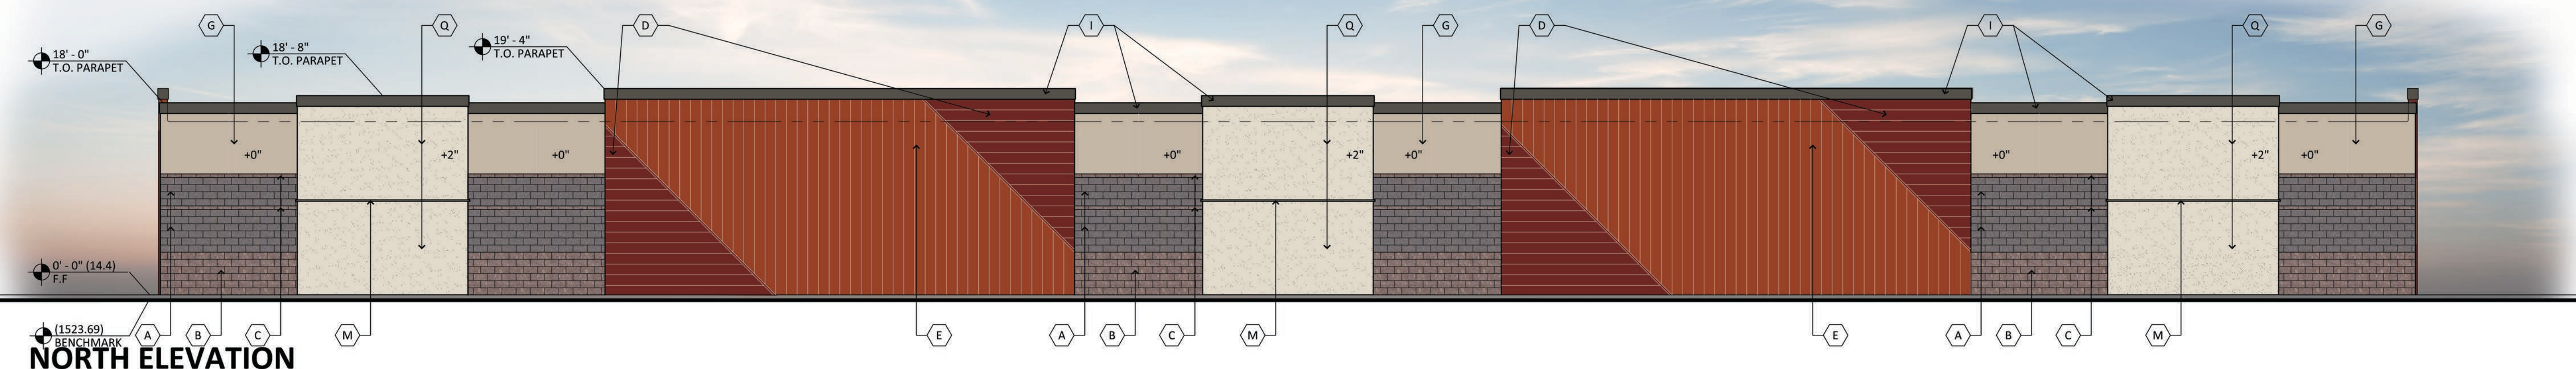 G Q D I Q G D I Q G
18' - 0"
T.O. PARAPET
18' - 8"
T.O. PARAPET
19' - 4"
T.O. PARAPET
+0" +2" +0" +0" +2" +0" +0" +2" +0"
0' - 0" (14.4)
F.F
(1523.69)
BENCHMARK
A B C M E A B C M E A B C M
NORTH ELEVATION